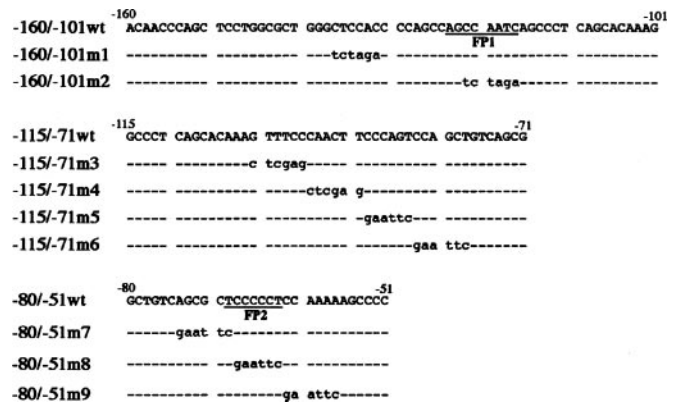 -160 -101
-160/-101wt ACAACCCAGC TCCTGGCGCT GGGCTCCACC CCAGCCAGCC AATCAGCCCT CAGCACAAAG
FP1
-160/-101m1 ---------- ---------- ---tctaga- ---------- ---------- ----------
-160/-101m2 ---------- ---------- ---------- --------tc taga------ ----------
-115 -71
-115/-71wt GCCCT CAGCACAAAG TTTCCCAACT TCCCAGTCCA GCTGTCAGCG
-115/-71m3 ----- ---------c tcgag----- ---------- ----------
-115/-71m4 ----- ---------- -----ctcga g--------- ----------
-115/-71m5 ----- ---------- ---------- -gaattc--- ----------
-115/-71m6 ----- ---------- ---------- -------gaa ttc-------
-80 -51
-80/-51wt GCTGTCAGCG CTCCCCCTCC AAAAAGCCCC
FP2
-80/-51m7 ------gaat tc-------- ----------
-80/-51m8 ---------- -gaattc--- ----------
-80/-51m9 ---------- --------ga attc------